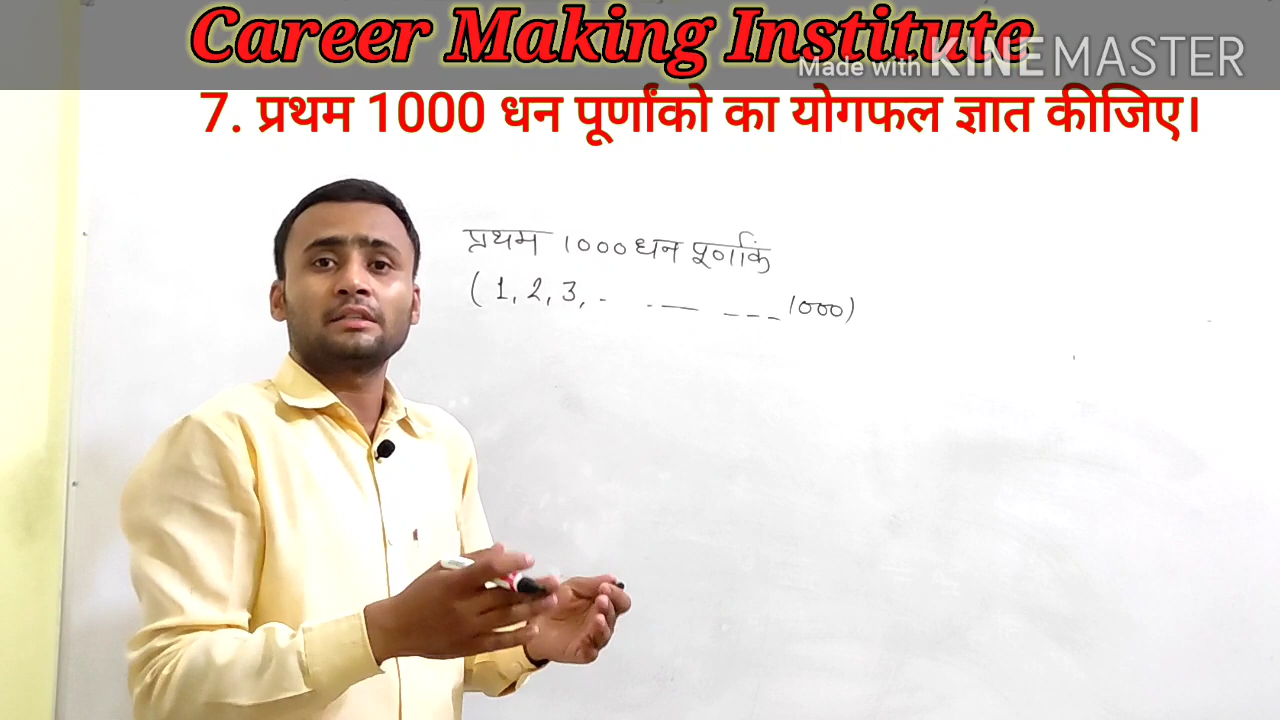 Career Making Institute
Made with KINEMASTER
7. प्रथम 1000 धन पूर्णांको का योगफल ज्ञात कीजिए।
प्रथम 1000 धन पूर्णांक
(1, 2, 3, - - — - - - 1000)